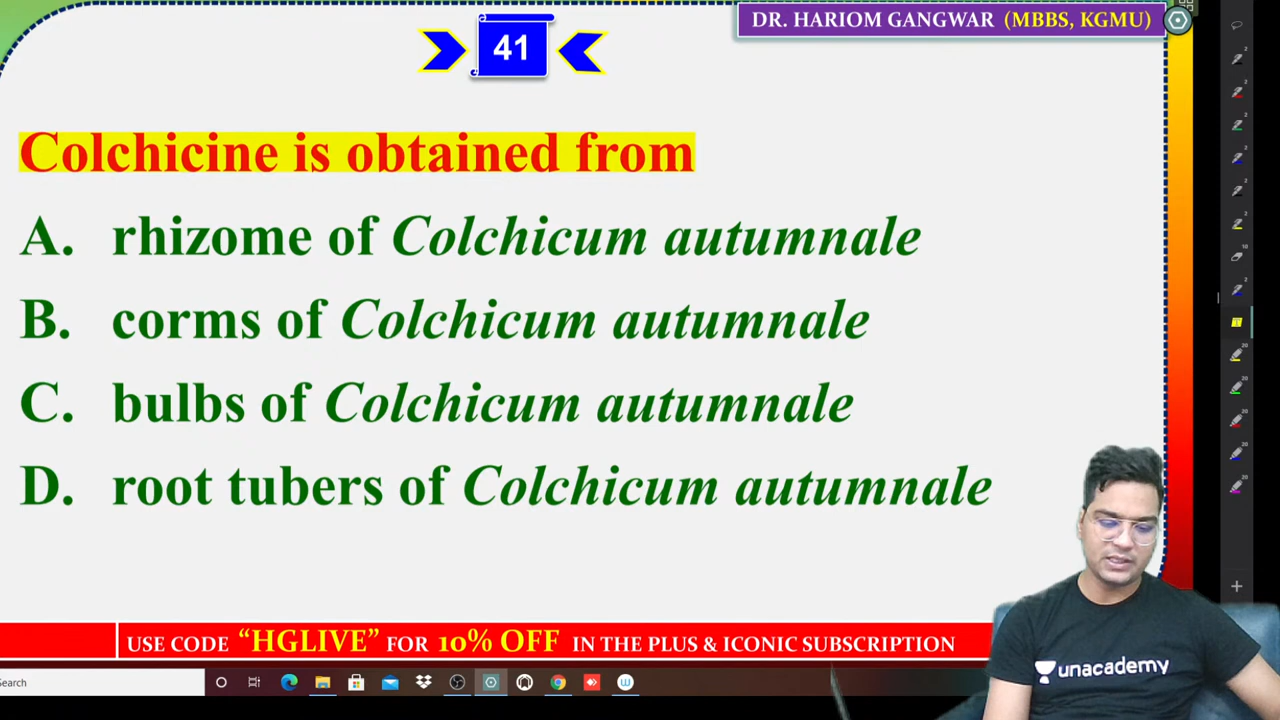 DR. HARIOM GANGWAR (MBBS, KGMU)
41
Colchicine is obtained from
A. rhizome of Colchicum autumnale
B. corms of Colchicum autumnale
C. bulbs of Colchicum autumnale
D. root tubers of Colchicum autumnale
unacademy
USE CODE “HGLIVE” FOR 10% OFF IN THE PLUS & ICONIC SUBSCRIPTION
Search